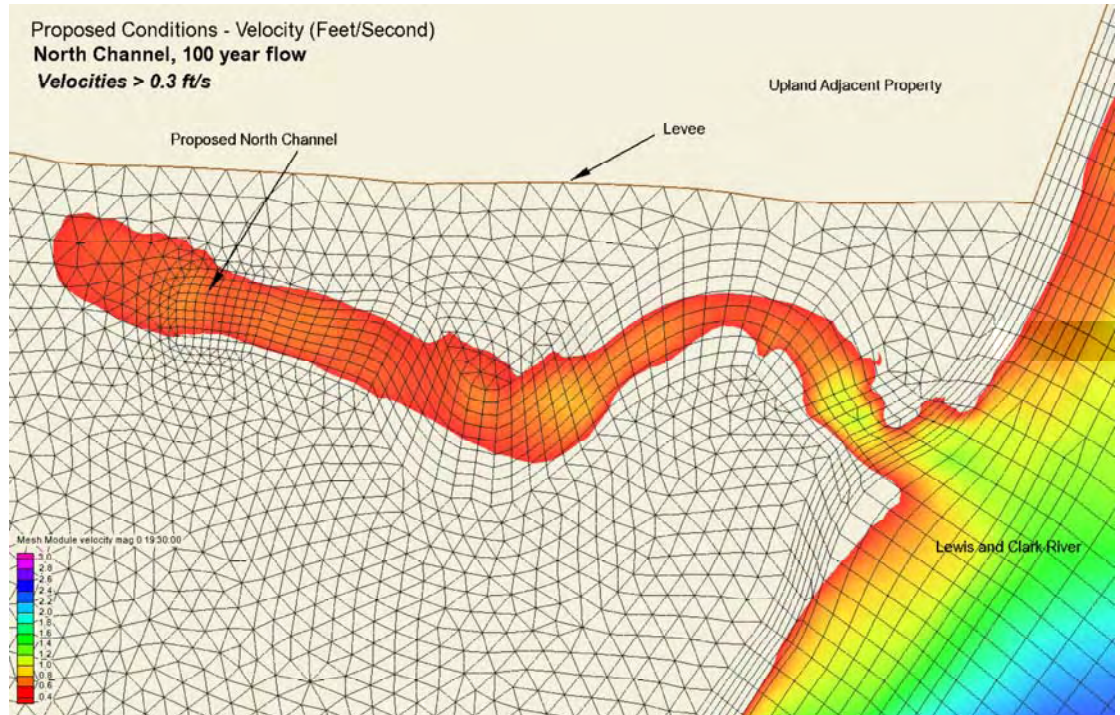 Proposed Conditions - Velocity (Feet/Second)
North Channel, 100 year flow
Velocities > 0.3 ft/s
Upland Adjacent Property
Levee
Proposed North Channel
Lewis and Clark River
Mesh Module velocity mag 0 19:30:00
3.0
2.8
2.6
2.4
2.2
2.0
1.8
1.6
1.4
1.2
1.0
0.8
0.6
0.4